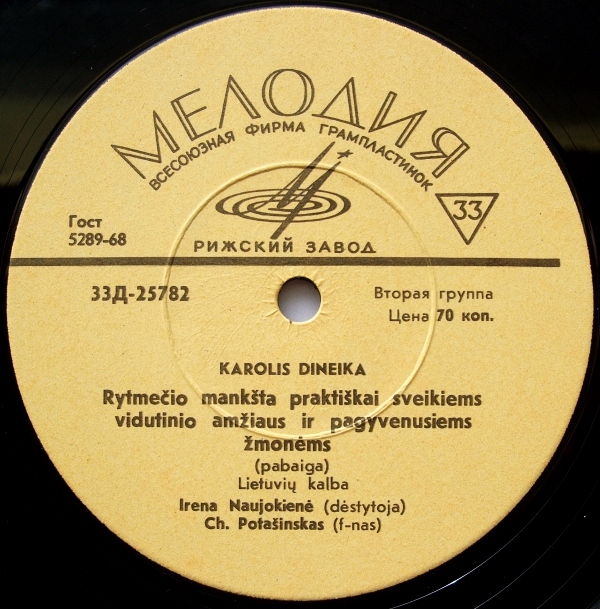 МЕЛОДИЯ
ВСЕСОЮЗНАЯ ФИРМА ГРАМПЛАСТИНОК
33
Гост
5289-68
РИЖСКИЙ ЗАВОД
33Д-25782
Вторая группа
Цена 70 коп.
KAROLIS DINEIKA
Rytmečio mankšta praktiškai sveikiems
vidutinio amžiaus ir pagyvenusiems
žmonėms
(pabaiga)
Lietuvių kalba
Irena Naujokienė (dėstytoja)
Ch. Potašinskas (f-nas)